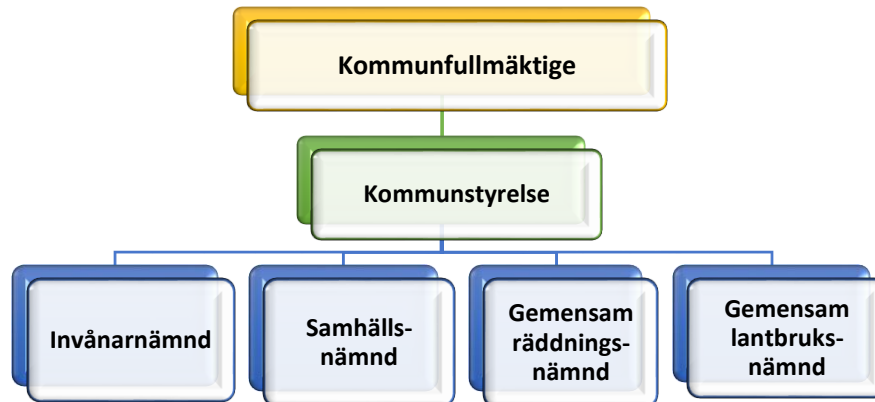 Kommunfullmäktige
Kommunstyrelse
Invånarnämnd
Samhälls-
nämnd
Gemensam
räddnings-
nämnd
Gemensam
lantbruks-
nämnd